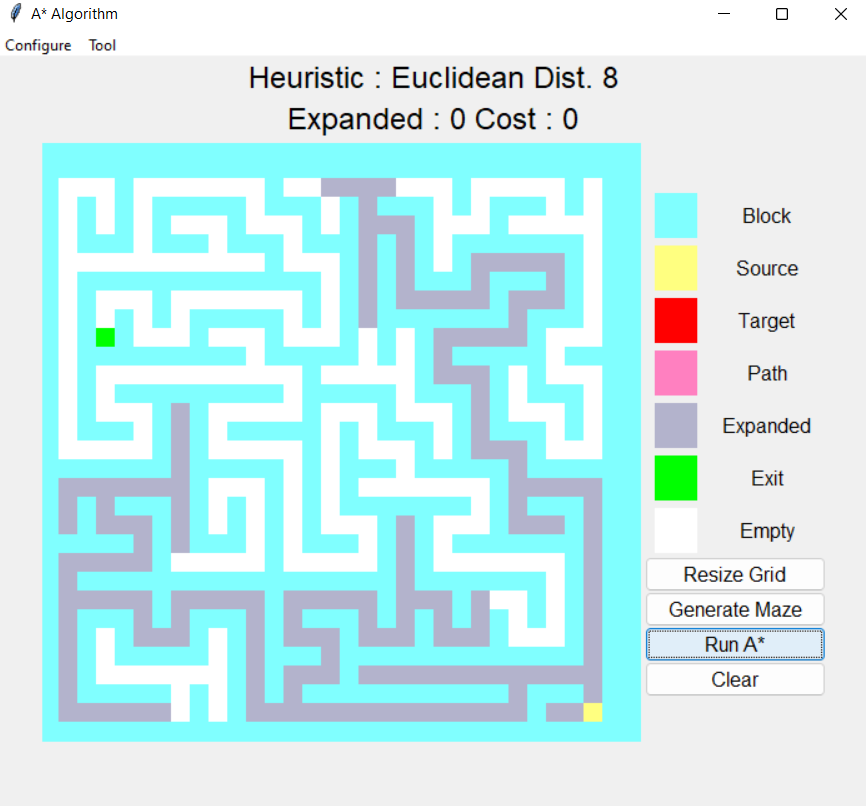 A* Algorithm
Configure Tool
Heuristic : Euclidean Dist. 8
Expanded : 0 Cost : 0
Block
Source
Target
Path
Expanded
Exit
Empty
Resize Grid
Generate Maze
Run A*
Clear